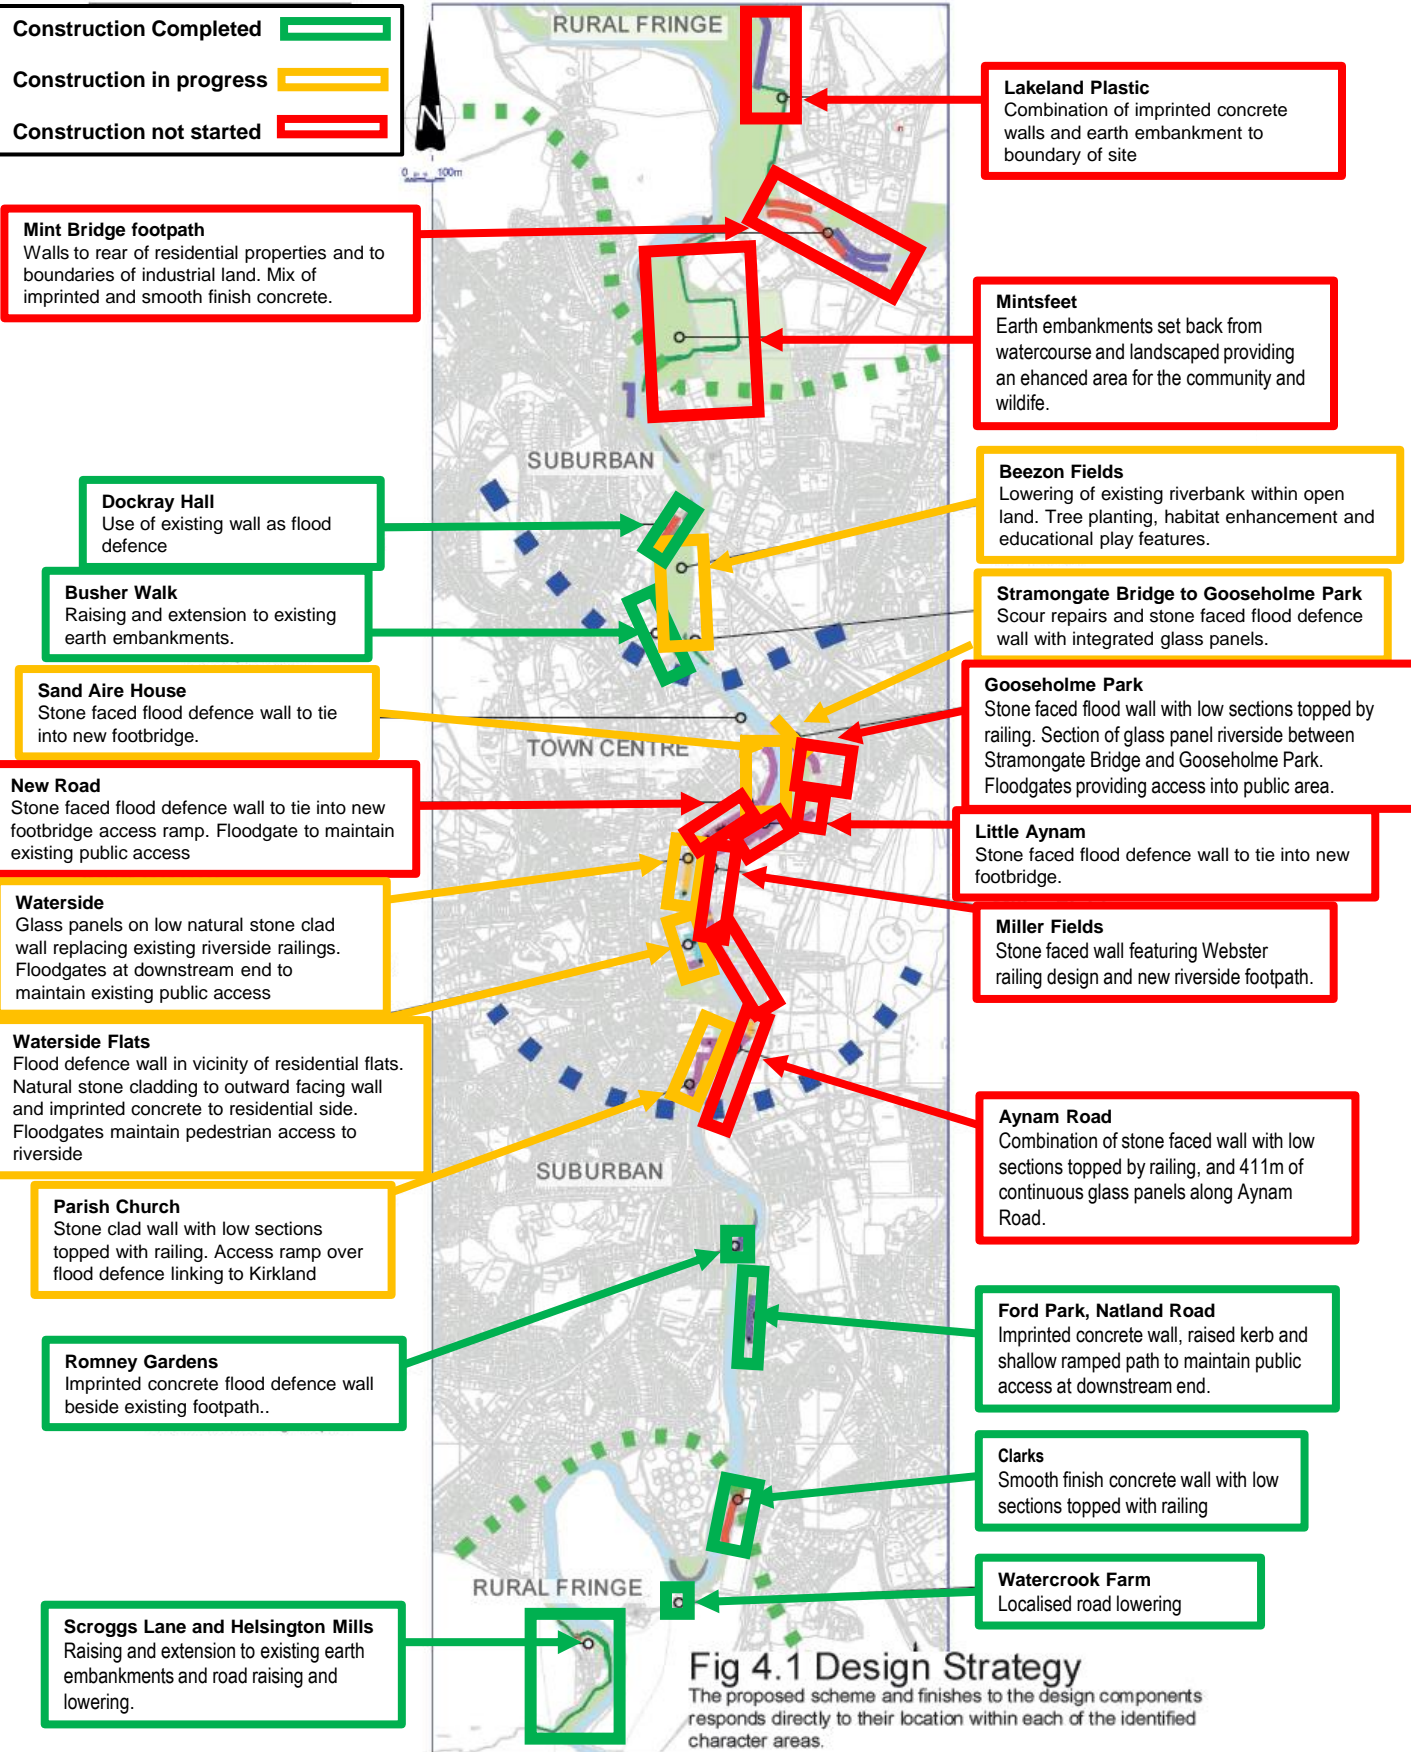 Construction Completed
Construction in progress
Construction not started
N
0 100m
RURAL FRINGE
Lakeland Plastic
Combination of imprinted concrete
walls and earth embankment to
boundary of site
Mint Bridge footpath
Walls to rear of residential properties and to
boundaries of industrial land. Mix of
imprinted and smooth finish concrete.
Mintsfeet
Earth embankments set back from
watercourse and landscaped providing
an ehanced area for the community and
wildife.
SUBURBAN
Beezon Fields
Lowering of existing riverbank within open
land. Tree planting, habitat enhancement and
educational play features.
Dockray Hall
Use of existing wall as flood
defence
Busher Walk
Raising and extension to existing
earth embankments.
Stramongate Bridge to Gooseholme Park
Scour repairs and stone faced flood defence
wall with integrated glass panels.
Sand Aire House
Stone faced flood defence wall to tie
into new footbridge.
TOWN CENTRE
Gooseholme Park
Stone faced flood wall with low sections topped by
railing. Section of glass panel riverside between
Stramongate Bridge and Gooseholme Park.
Floodgates providing access into public area.
New Road
Stone faced flood defence wall to tie into new
footbridge access ramp. Floodgate to maintain
existing public access
Little Aynam
Stone faced flood defence wall to tie into new
footbridge.
Waterside
Glass panels on low natural stone clad
wall replacing existing riverside railings.
Floodgates at downstream end to
maintain existing public access
Miller Fields
Stone faced wall featuring Webster
railing design and new riverside footpath.
Waterside Flats
Flood defence wall in vicinity of residential flats.
Natural stone cladding to outward facing wall
and imprinted concrete to residential side.
Floodgates maintain pedestrian access to
riverside
Aynam Road
Combination of stone faced wall with low
sections topped by railing, and 411m of
continuous glass panels along Aynam
Road.
SUBURBAN
Parish Church
Stone clad wall with low sections
topped with railing. Access ramp over
flood defence linking to Kirkland
Ford Park, Natland Road
Imprinted concrete wall, raised kerb and
shallow ramped path to maintain public
access at downstream end.
Romney Gardens
Imprinted concrete flood defence wall
beside existing footpath..
Clarks
Smooth finish concrete wall with low
sections topped with railing
RURAL FRINGE
Watercrook Farm
Localised road lowering
Scroggs Lane and Helsington Mills
Raising and extension to existing earth
embankments and road raising and
lowering.
Fig 4.1 Design Strategy
The proposed scheme and finishes to the design components
responds directly to their location within each of the identified
character areas.